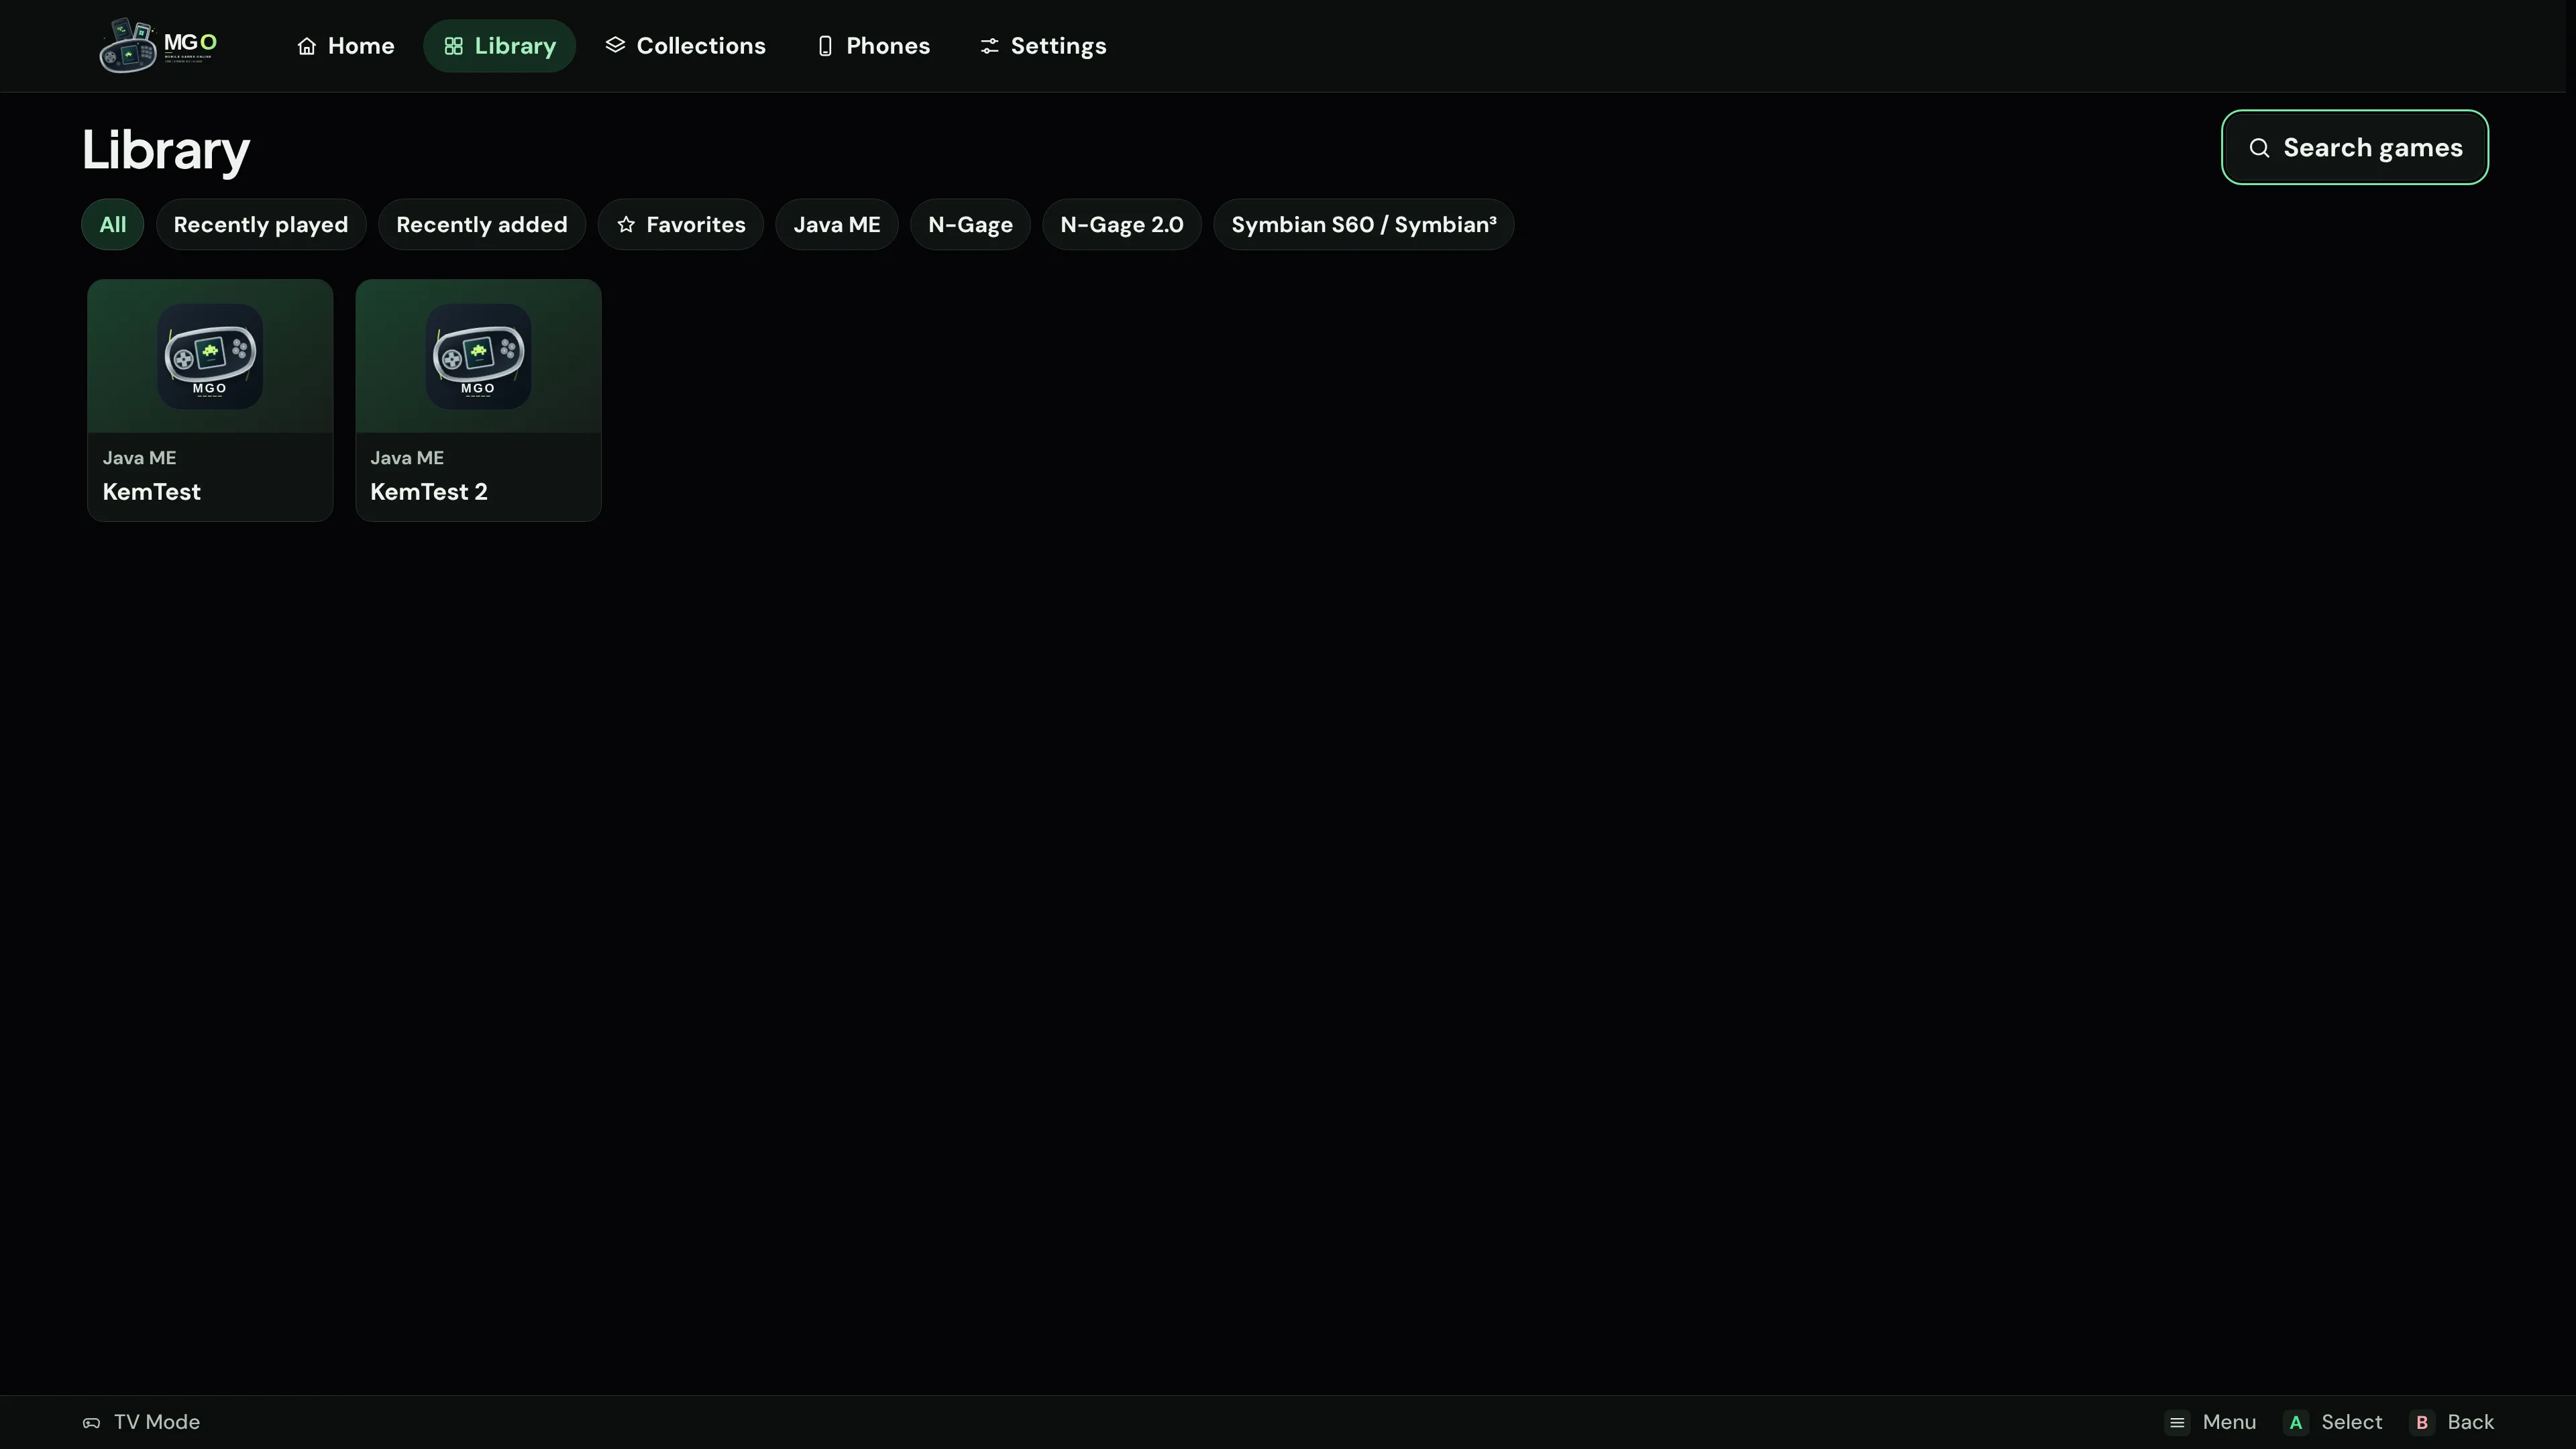 MGO
Home
Library
Collections
Phones
Settings
Library
Search games
All
Recently played
Recently added
Favorites
Java ME
N-Gage
N-Gage 2.0
Symbian S60 / Symbian³
MGO
MGO
Java ME
Java ME
KemTest
KemTest 2
TV Mode
Menu
A Select
B Back